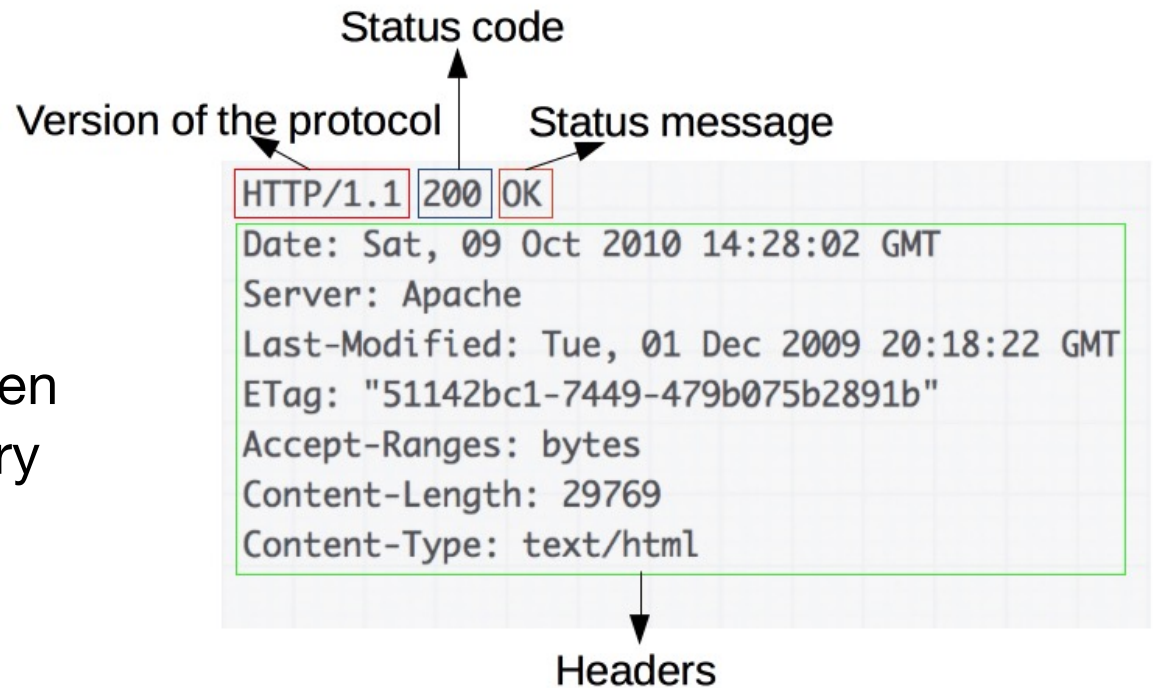 Status code
Version of the protocol
Status message
HTTP/1.1 200 OK
Date: Sat, 09 Oct 2010 14:28:02 GMT
Server: Apache
Last-Modified: Tue, 01 Dec 2009 20:18:22 GMT
en
ETag: "51142bc1-7449-479b075b2891b"
ry
Accept-Ranges: bytes
Content-Length: 29769
Content-Type: text/html
Headers